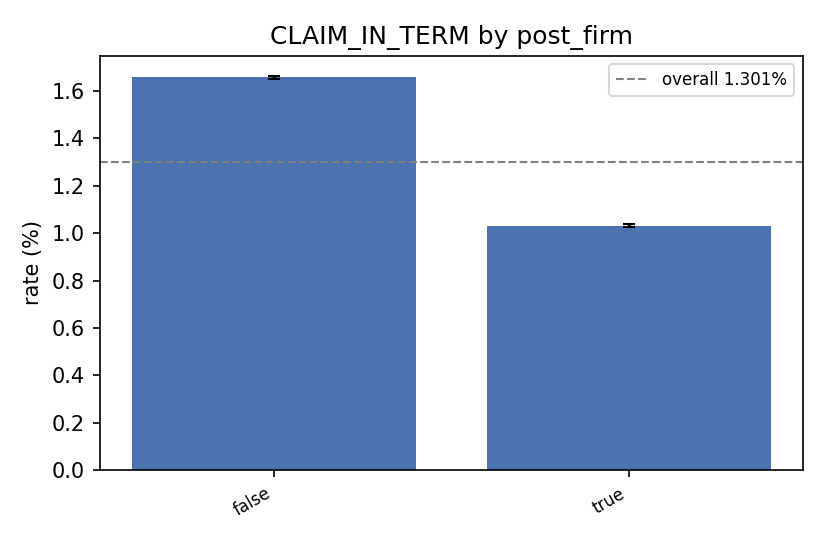 CLAIM_IN_TERM by post_firm
overall 1.301%
rate (%)
1.6
1.4
1.2
1.0
0.8
0.6
0.4
0.2
0.0
false
true